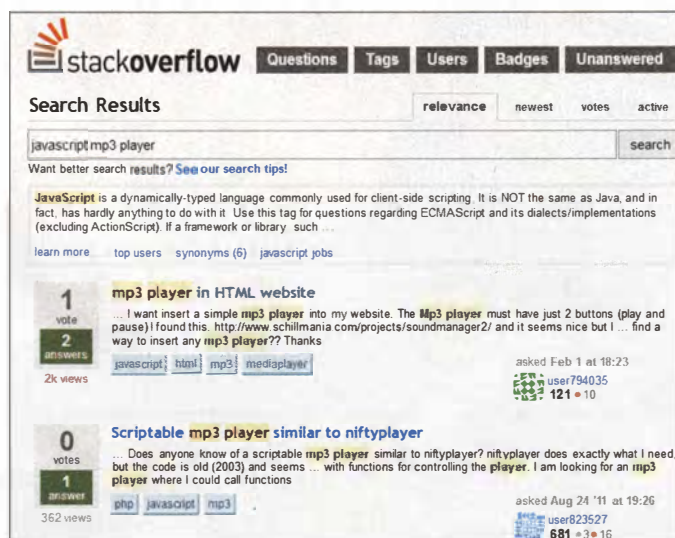 stackoverflow Questions Tags Users Badges Unanswered
Search Results relevance newest votes active
javascript mp3 player search
Want better search results? See our search tips!
JavaScript is a dynamically-typed language commonly used for client-side scripting. It is NOT the same as Java, and in
fact, has hardly anything to do with it. Use this tag for questions regarding ECMAScript and its dialects/implementations
(excluding ActionScript). If a framework or library, such ...
learn more top users synonyms (6) javascript jobs
1
vote
2
answers
2k views
mp3 player in HTML website
... I want insert a simple mp3 player into my website. The Mp3 player must have just 2 buttons (play and
pause) I found this. http://www.schillmania.com/projects/soundmanager2/ and it seems nice but I ... find a
way to insert any mp3 player?? Thanks
javascript html mp3 mediaplayer
asked Feb 1 at 18:23
user794035
121 ● 10
0
votes
1
answer
362 views
Scriptable mp3 player similar to niftyplayer
... Does anyone know of a scriptable mp3 player similar to niftyplayer? niftyplayer does exactly what I need,
but the code is old (2003) and seems ... with functions for controlling the player. I am looking for an mp3
player where I could call functions
php javascript mp3
asked Aug 24 '11 at 19:26
user823527
681 ● 3 ● 16